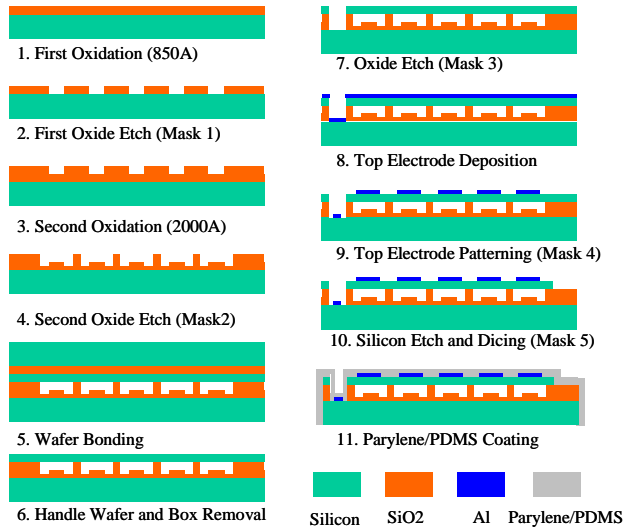 1. First Oxidation (850A)
2. First Oxide Etch (Mask 1)
3. Second Oxidation (2000A)
4. Second Oxide Etch (Mask2)
5. Wafer Bonding
6. Handle Wafer and Box Removal
7. Oxide Etch (Mask 3)
8. Top Electrode Deposition
9. Top Electrode Patterning (Mask 4)
10. Silicon Etch and Dicing (Mask 5)
11. Parylene/PDMS Coating
Silicon SiO2 Al Parylene/PDMS